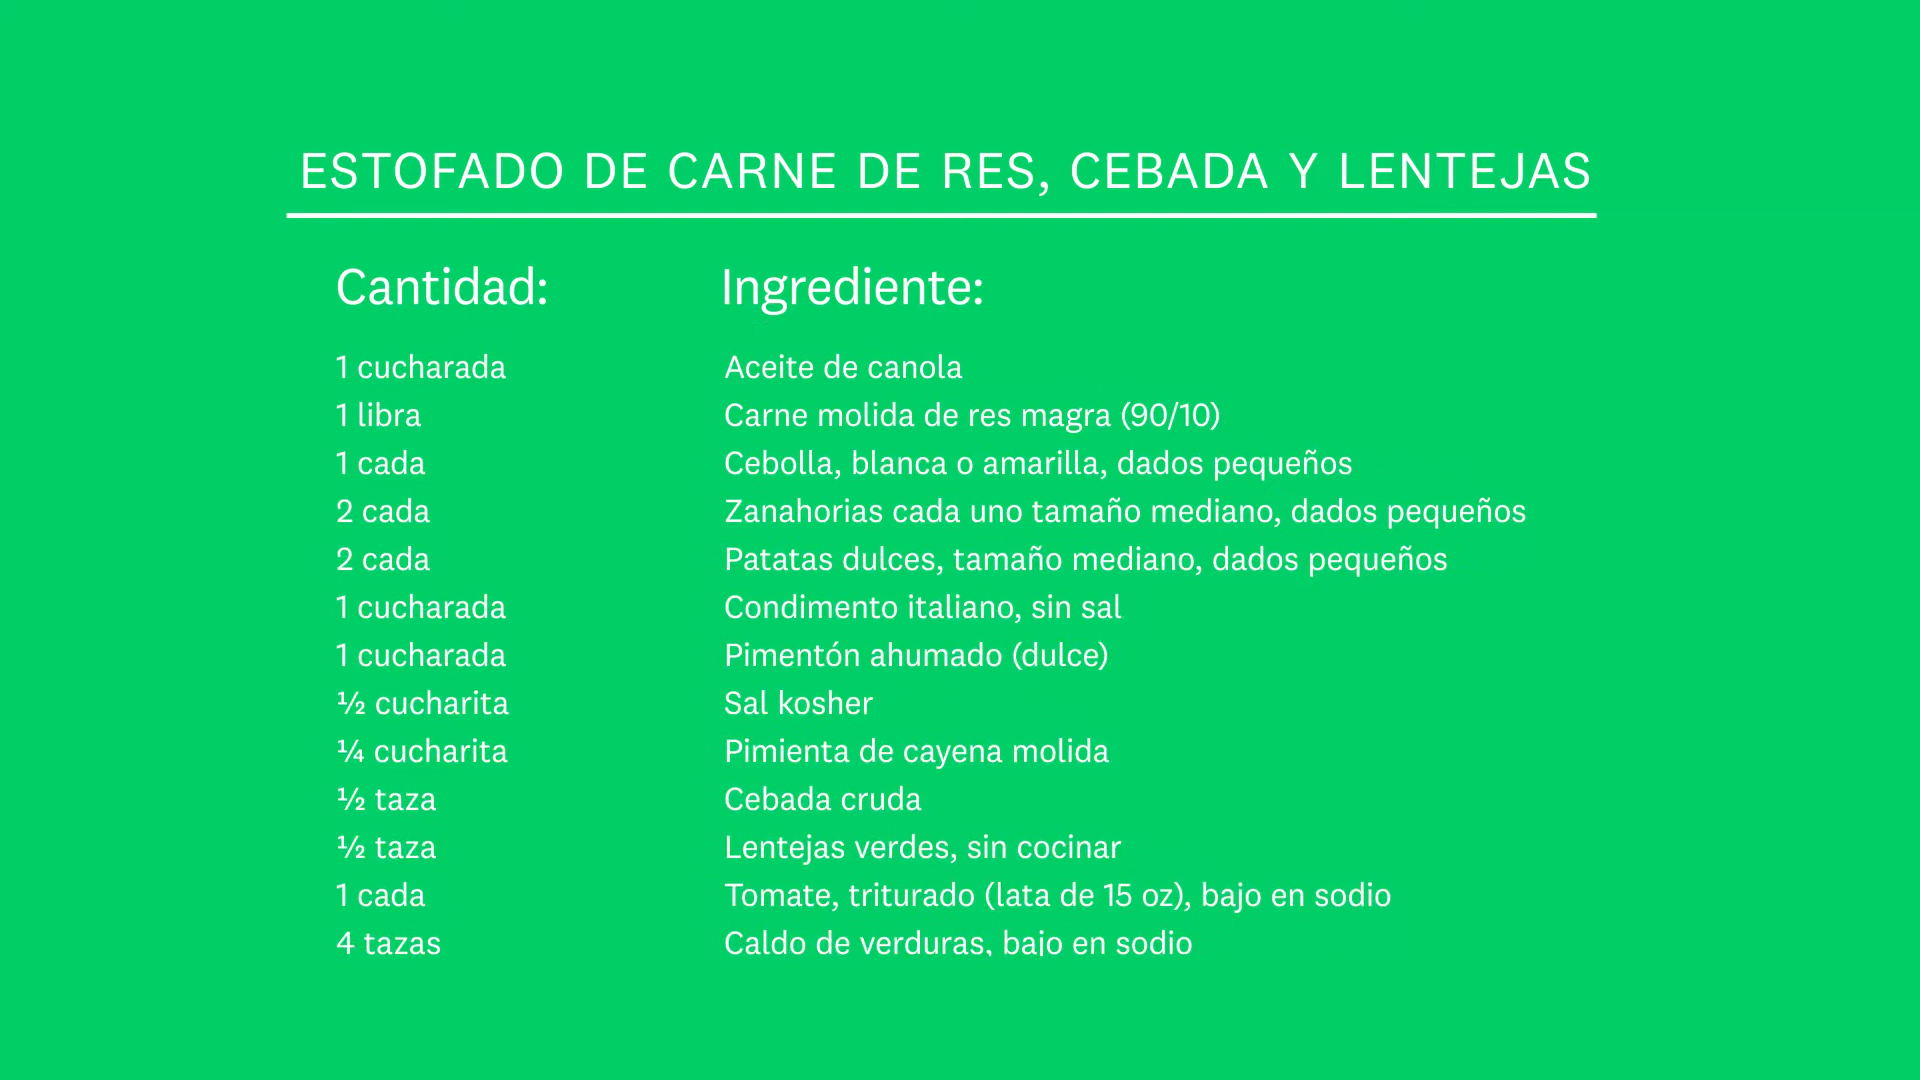 ESTOFADO DE CARNE DE RES, CEBADA Y LENTEJAS
Cantidad: Ingrediente:
1 cucharada Aceite de canola
1 libra Carne molida de res magra (90/10)
1 cada Cebolla, blanca o amarilla, dados pequeños
2 cada Zanahorias cada uno tamaño mediano, dados pequeños
2 cada Patatas dulces, tamaño mediano, dados pequeños
1 cucharada Condimento italiano, sin sal
1 cucharada Pimentón ahumado (dulce)
½ cucharita Sal kosher
¼ cucharita Pimienta de cayena molida
½ taza Cebada cruda
½ taza Lentejas verdes, sin cocinar
1 cada Tomate, triturado (lata de 15 oz), bajo en sodio
4 tazas Caldo de verduras, bajo en sodio